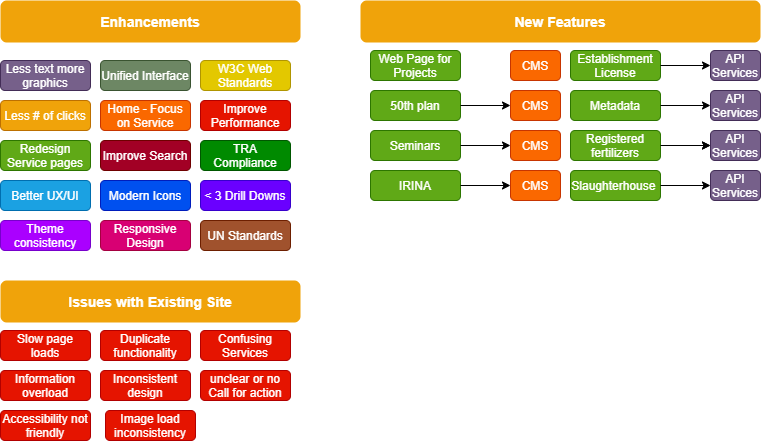 Enhancements
Less text more
graphics
Unified Interface
W3C Web
Standards
Less # of clicks
Home - Focus
on Service
Improve
Performance
Redesign
Service pages
Improve Search
TRA
Compliance
Better UX/UI
Modern Icons
< 3 Drill Downs
Theme
consistency
Responsive
Design
UN Standards
Issues with Existing Site
Slow page
loads
Duplicate
functionality
Confusing
Services
Information
overload
Inconsistent
design
unclear or no
Call for action
Accessibility not
friendly
Image load
inconsistency
New Features
Web Page for
Projects
CMS
Establishment
License
API
Services
50th plan
CMS
Metadata
API
Services
Seminars
CMS
Registered
fertilizers
API
Services
IRINA
CMS
Slaughterhouse
API
Services